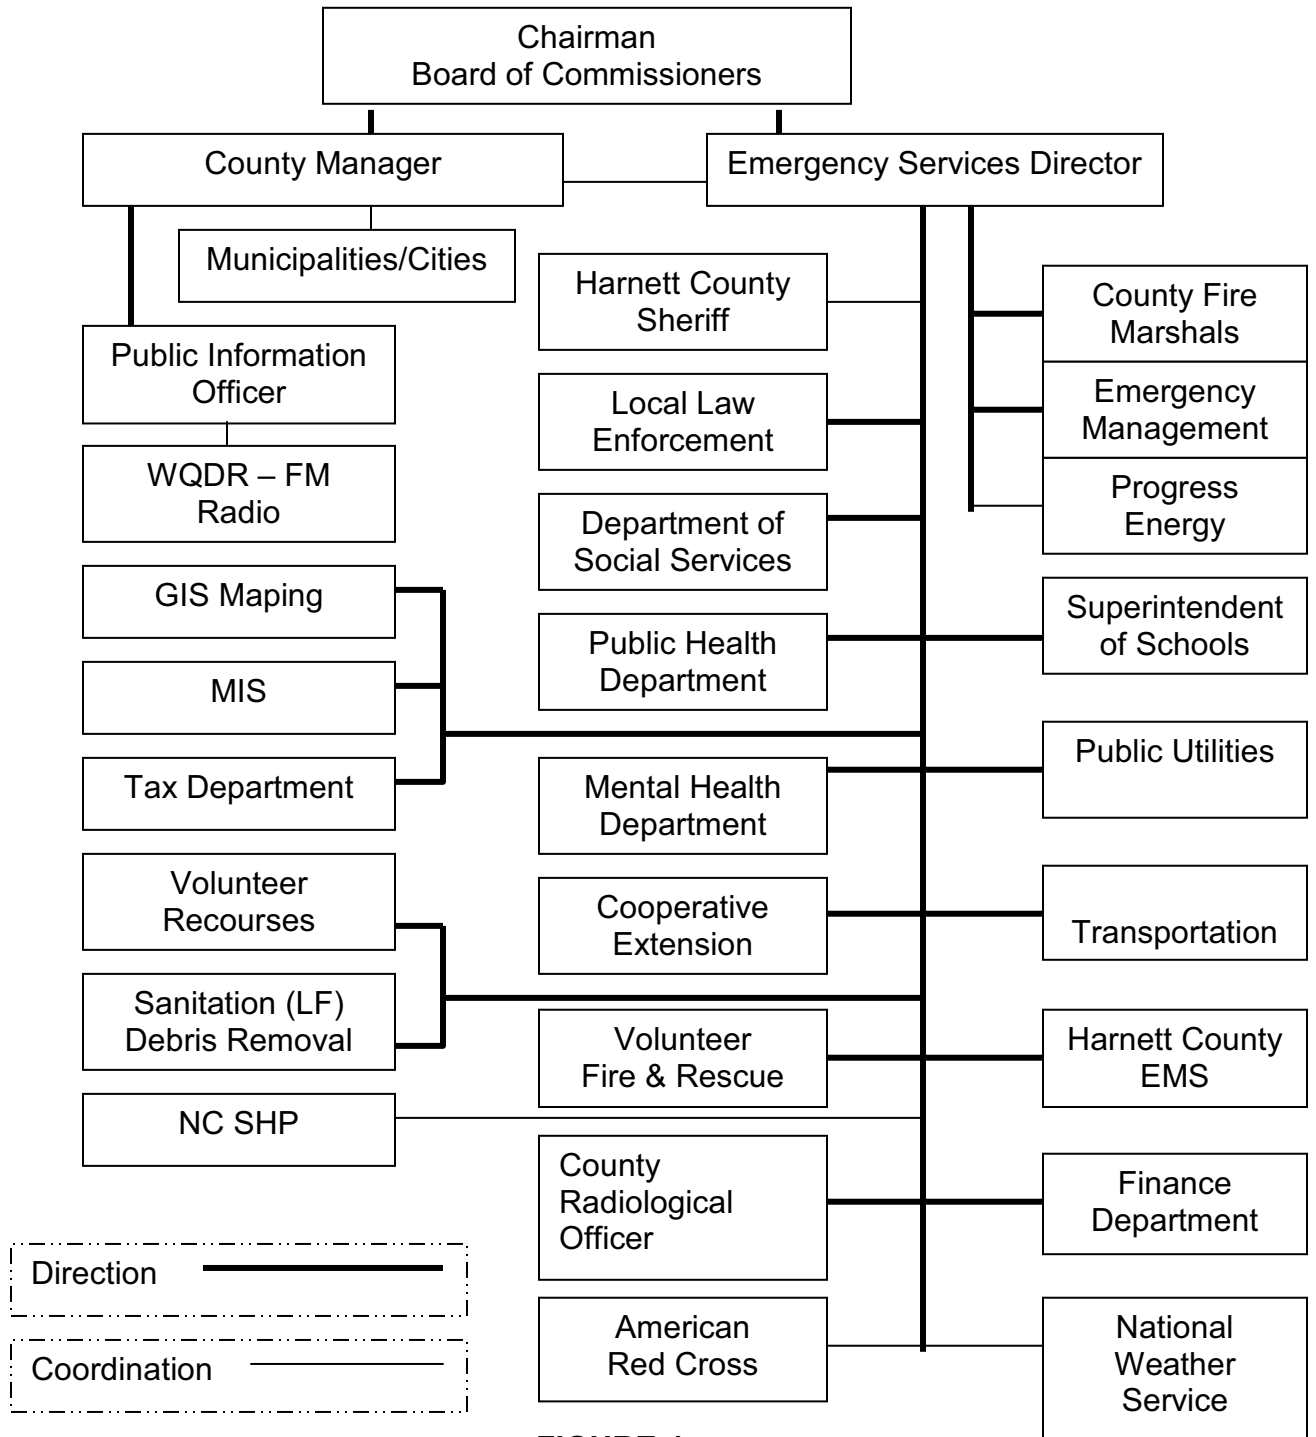 Chairman
Board of Commissioners
County Manager
Emergency Services Director
Municipalities/Cities
Harnett County
Sheriff
County Fire
Marshals
Public Information
Officer
Local Law
Enforcement
Emergency
Management
WQDR – FM
Radio
Progress
Energy
Department of
Social Services
GIS Maping
Superintendent
of Schools
Public Health
Department
MIS
Public Utilities
Tax Department
Mental Health
Department
Volunteer
Recourses
Cooperative
Extension
Transportation
Sanitation (LF)
Debris Removal
Volunteer
Fire & Rescue
Harnett County
EMS
NC SHP
County
Radiological
Officer
Finance
Department
Direction
American
Red Cross
National
Weather
Service
Coordination